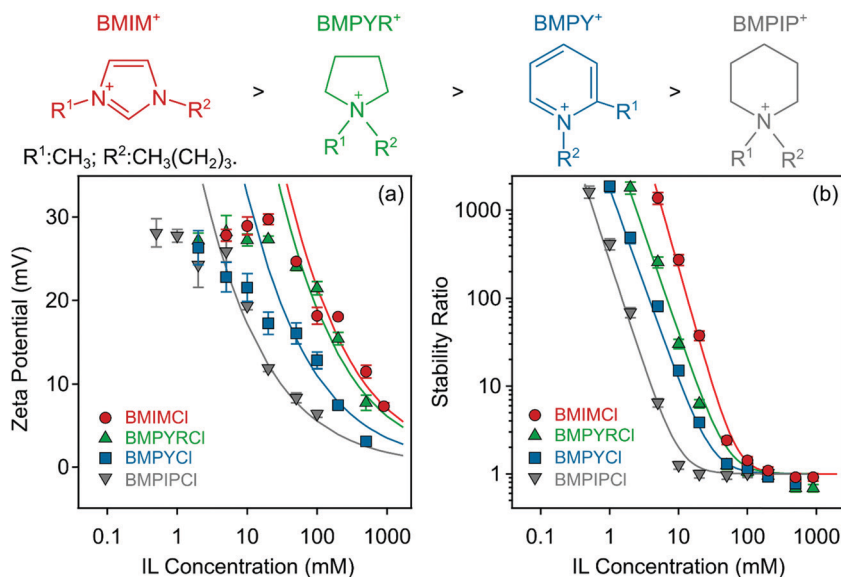 BMIM⁺ BMPYR⁺ BMPY⁺ BMPIP⁺
N⁺ N R¹ R² > N⁺ R¹ R² > N⁺ R¹ R² > N⁺ R¹ R²
R¹:CH₃; R²:CH₃(CH₂)₃.
(a)
Zeta Potential (mV)
30
20
10
0
BMIMCl
BMPYRCl
BMPYCl
BMPIPCl
0.1 1 10 100 1000
IL Concentration (mM)
(b)
Stability Ratio
1000
100
10
1
BMIMCl
BMPYRCl
BMPYCl
BMPIPCl
0.1 1 10 100 1000
IL Concentration (mM)